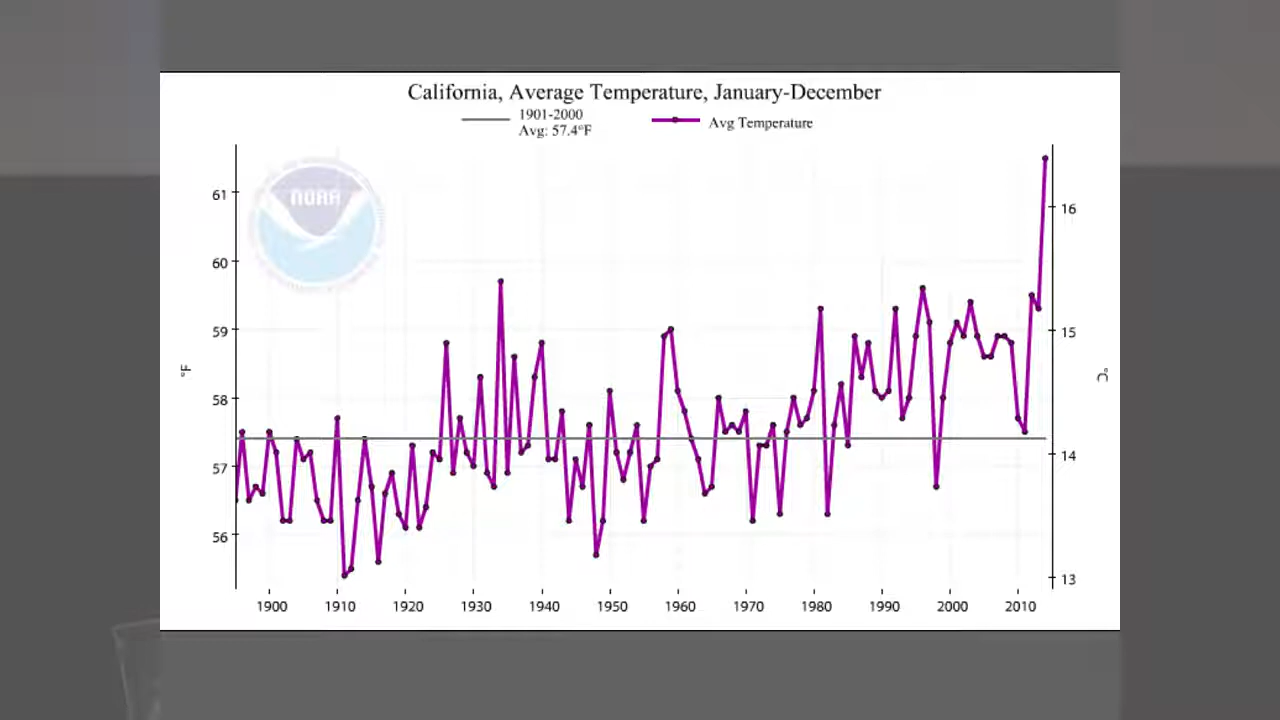 California, Average Temperature, January-December
1901-2000
Avg: 57.4°F
Avg Temperature
NOAA
61
60
59
58
57
56
°F
16
15
14
13
°C
1900 1910 1920 1930 1940 1950 1960 1970 1980 1990 2000 2010